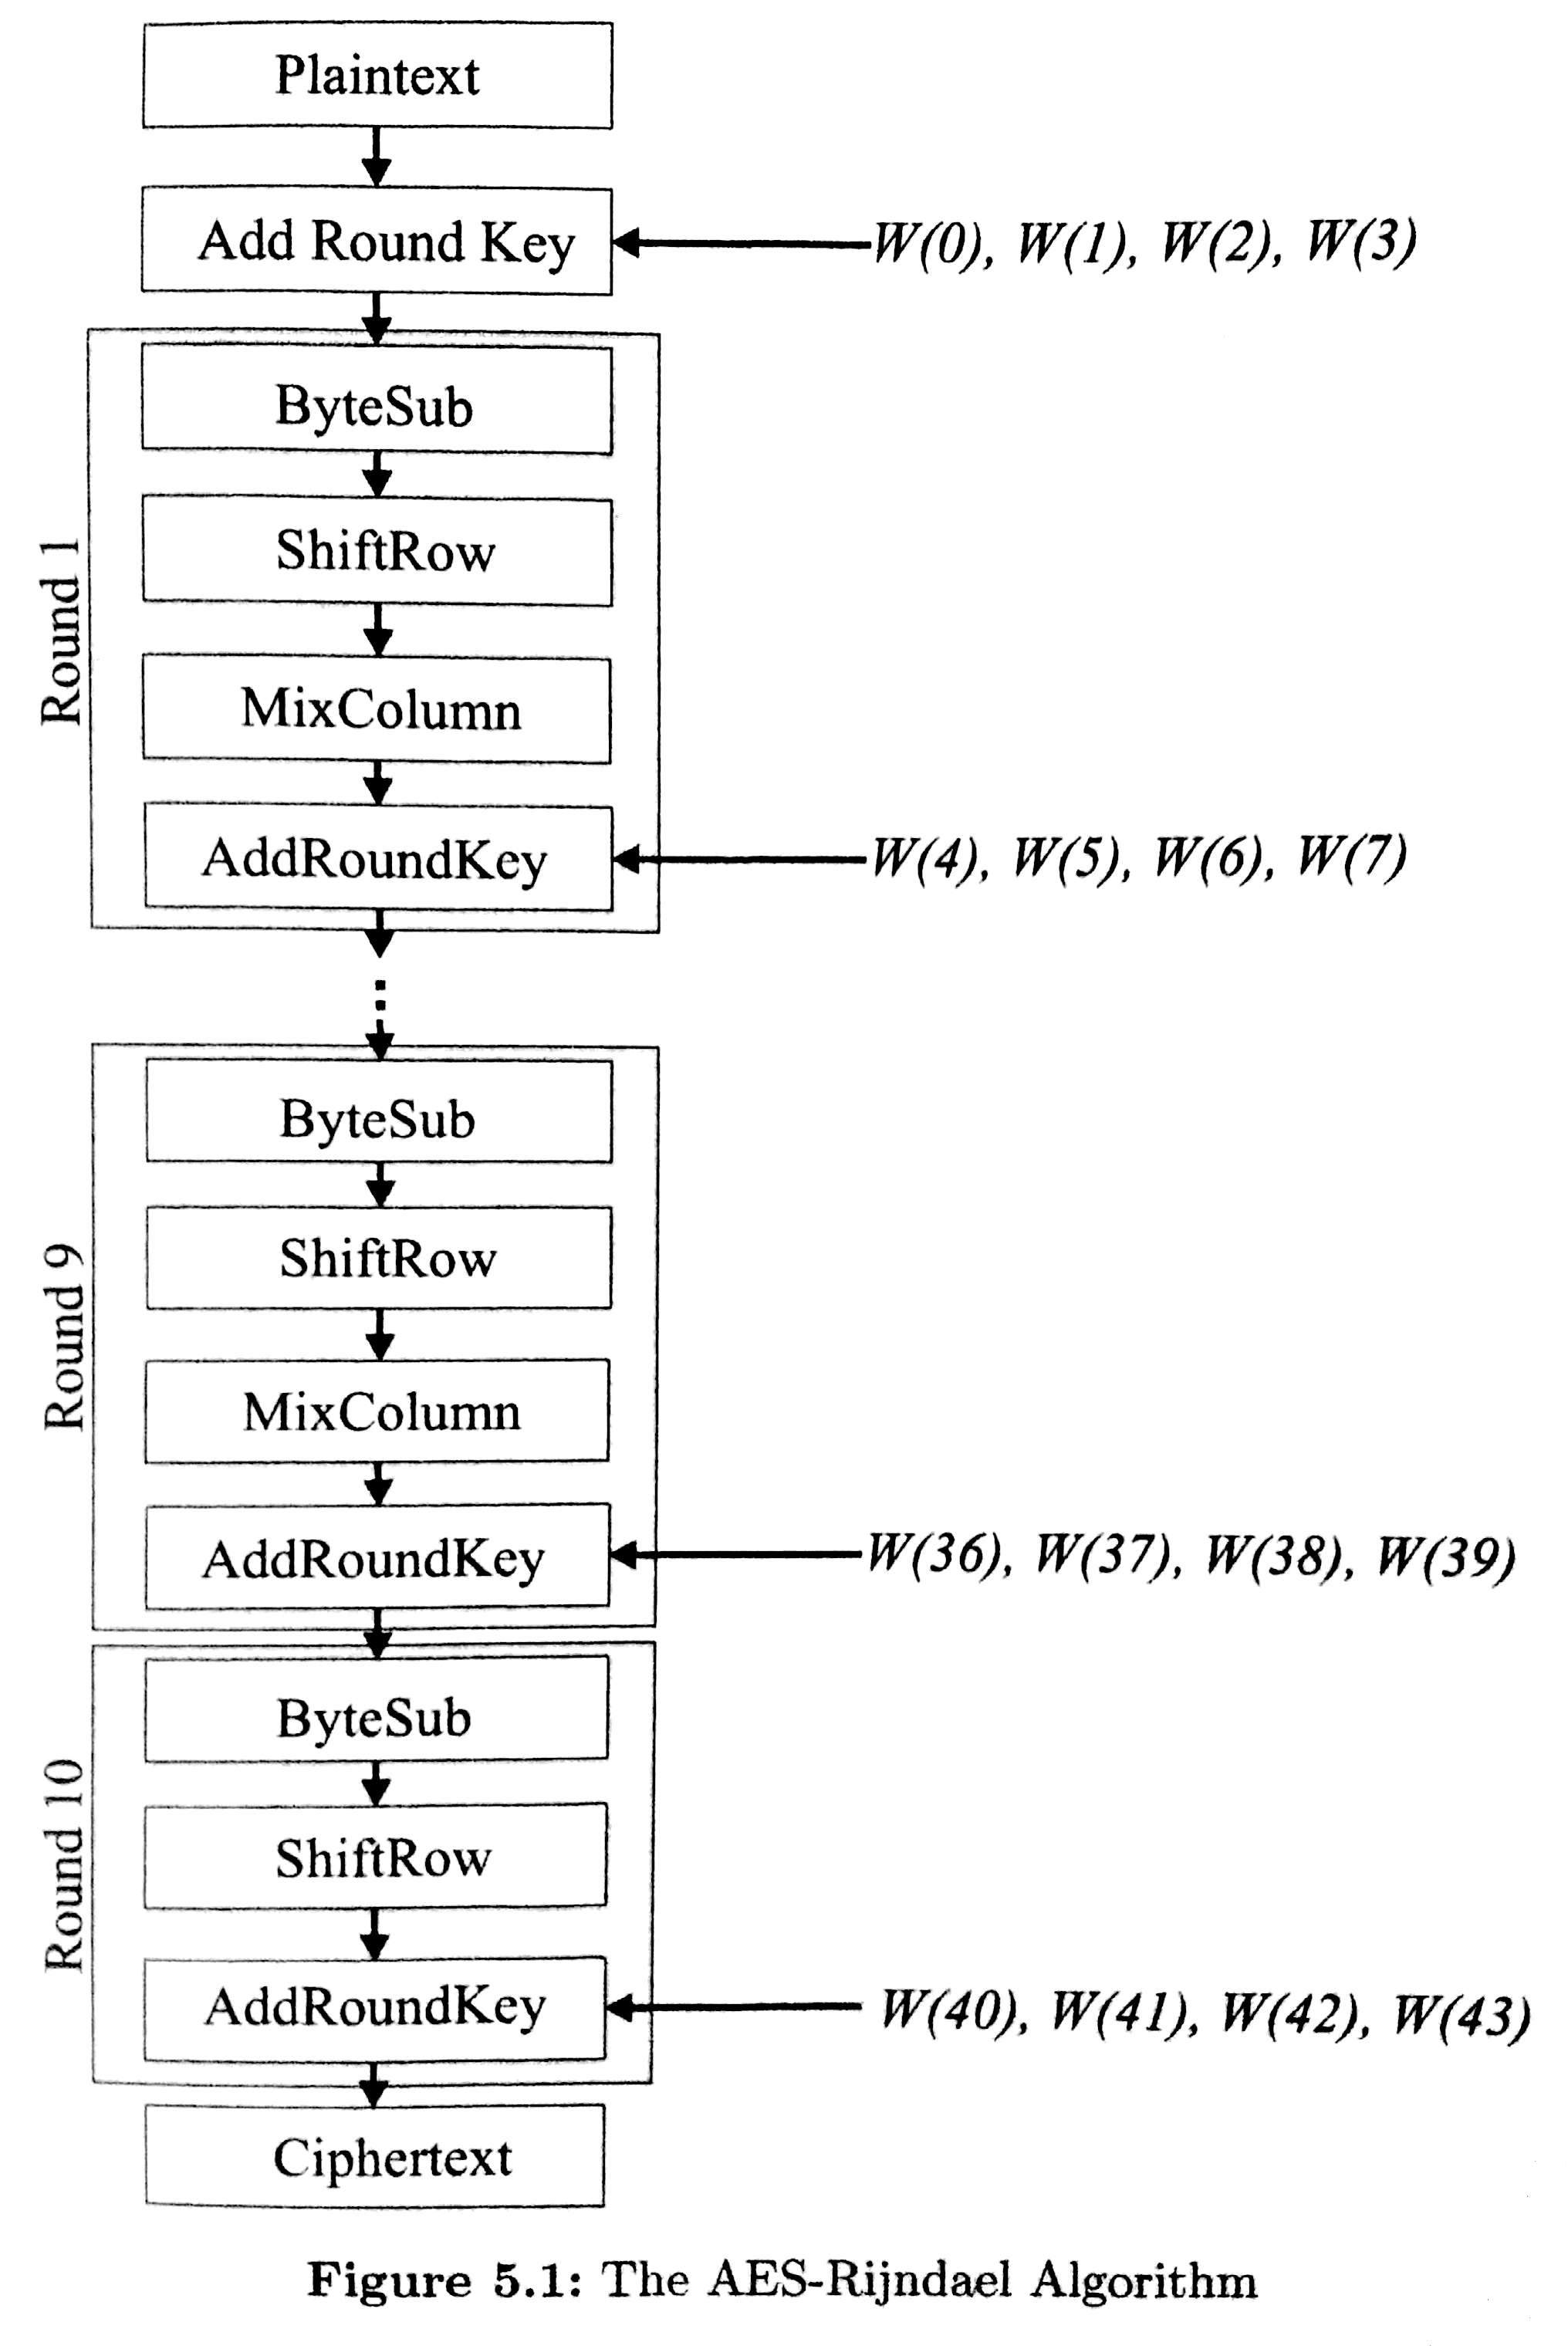 Plaintext
Add Round Key
W(0), W(1), W(2), W(3)
Round 1
ByteSub
ShiftRow
MixColumn
AddRoundKey
W(4), W(5), W(6), W(7)
Round 9
ByteSub
ShiftRow
MixColumn
AddRoundKey
W(36), W(37), W(38), W(39)
Round 10
ByteSub
ShiftRow
AddRoundKey
W(40), W(41), W(42), W(43)
Ciphertext
Figure 5.1: The AES-Rijndael Algorithm